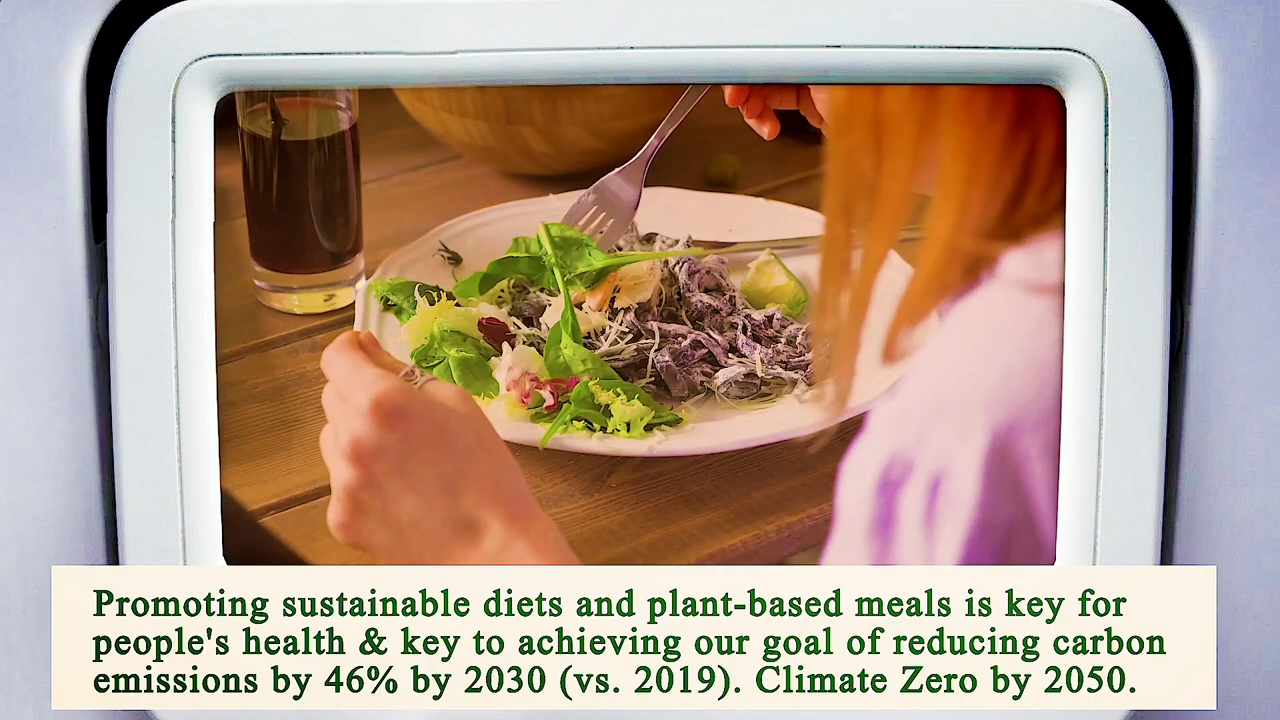 Promoting sustainable diets and plant-based meals is key for
people's health & key to achieving our goal of reducing carbon
emissions by 46% by 2030 (vs. 2019). Climate Zero by 2050.